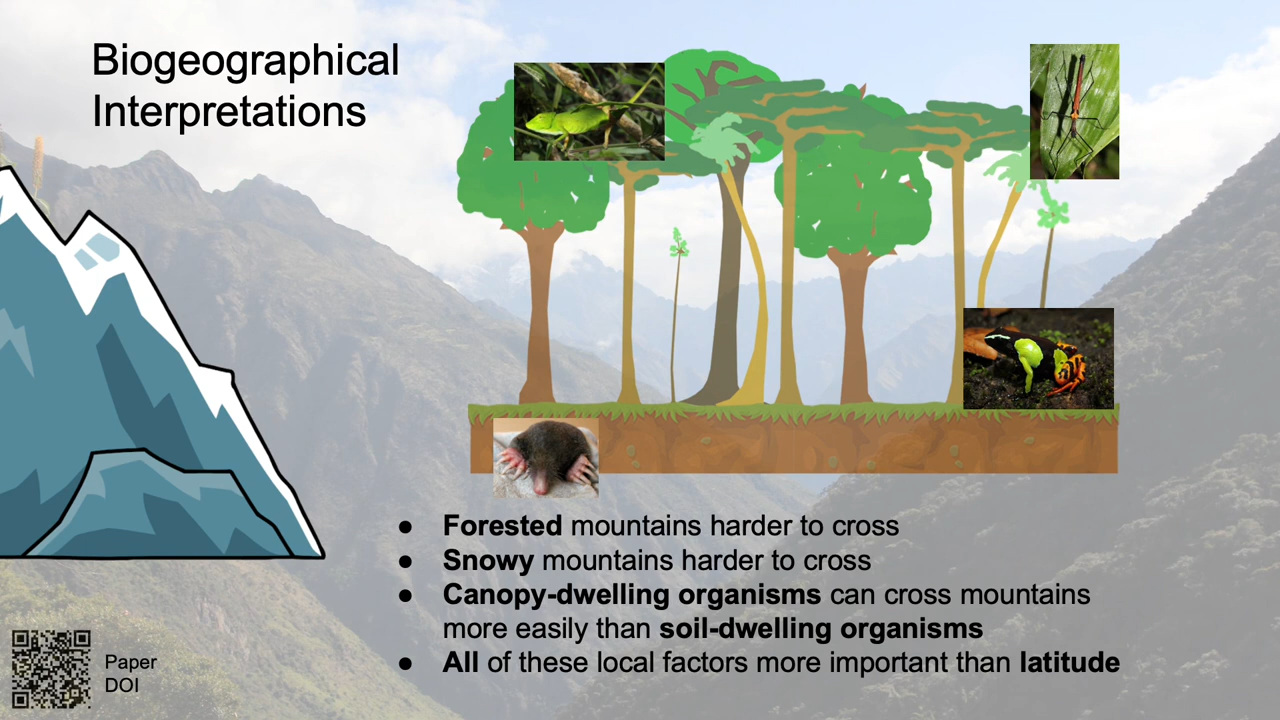 Biogeographical
Interpretations
● Forested mountains harder to cross
● Snowy mountains harder to cross
● Canopy-dwelling organisms can cross mountains
more easily than soil-dwelling organisms
● All of these local factors more important than latitude
Paper
DOI